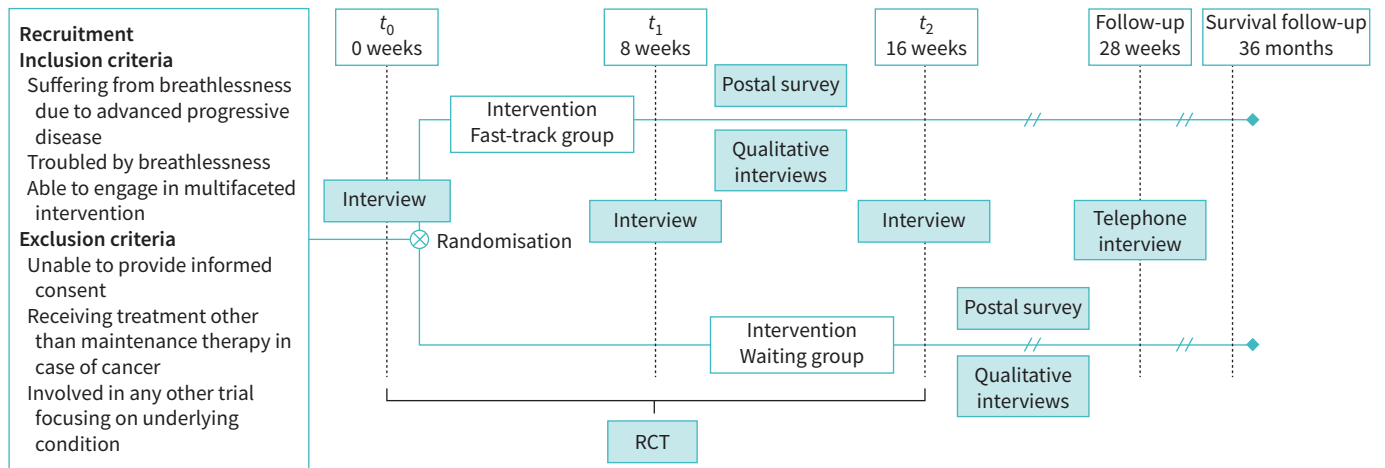 Recruitment
Inclusion criteria
Suffering from breathlessness
due to advanced progressive
disease
Troubled by breathlessness
Able to engage in multifaceted
intervention
Exclusion criteria
Unable to provide informed
consent
Receiving treatment other
than maintenance therapy in
case of cancer
Involved in any other trial
focusing on underlying
condition
t0
0 weeks
t1
8 weeks
t2
16 weeks
Follow-up
28 weeks
Survival follow-up
36 months
Postal survey
Intervention
Fast-track group
Qualitative
interviews
Interview
Randomisation
Interview
Interview
Telephone
interview
Postal survey
Intervention
Waiting group
Qualitative
interviews
RCT